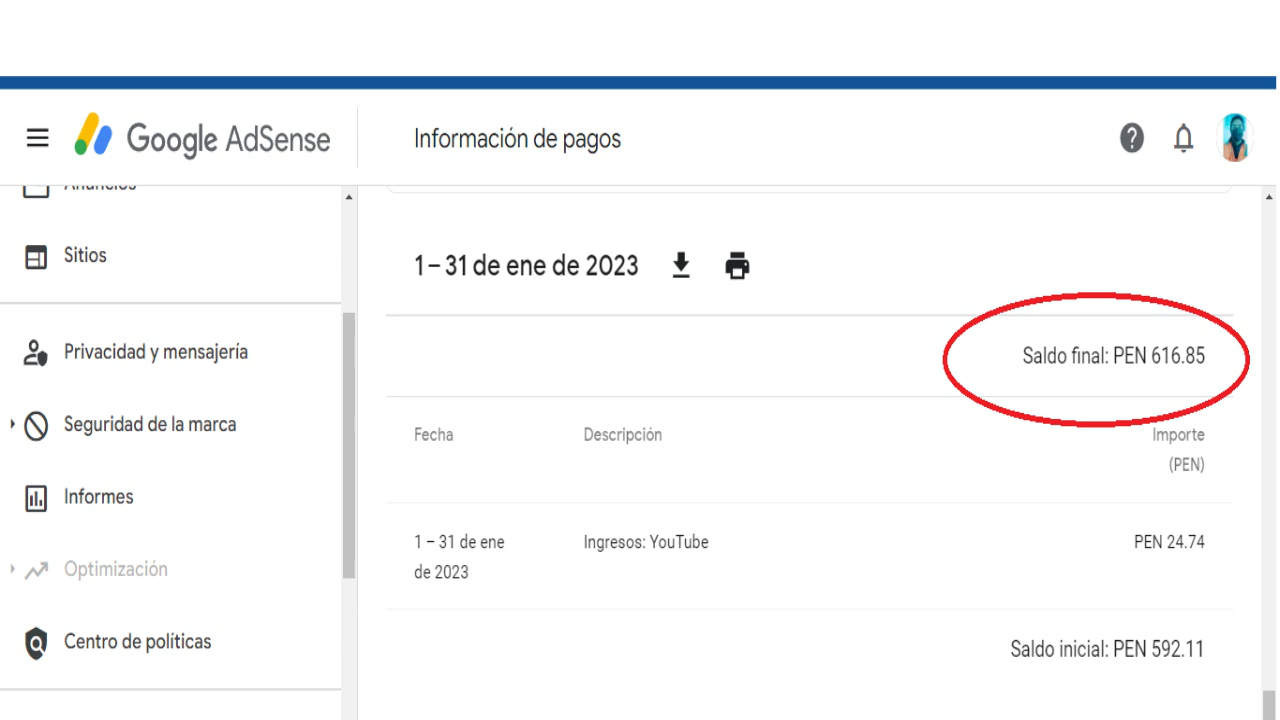 Google AdSense
Información de pagos
Anuncios
Sitios
Privacidad y mensajería
Seguridad de la marca
Informes
Optimización
Centro de políticas
1 – 31 de ene de 2023
Saldo final: PEN 616.85
Fecha Descripción Importe
(PEN)
1 – 31 de ene Ingresos: YouTube PEN 24.74
de 2023
Saldo inicial: PEN 592.11